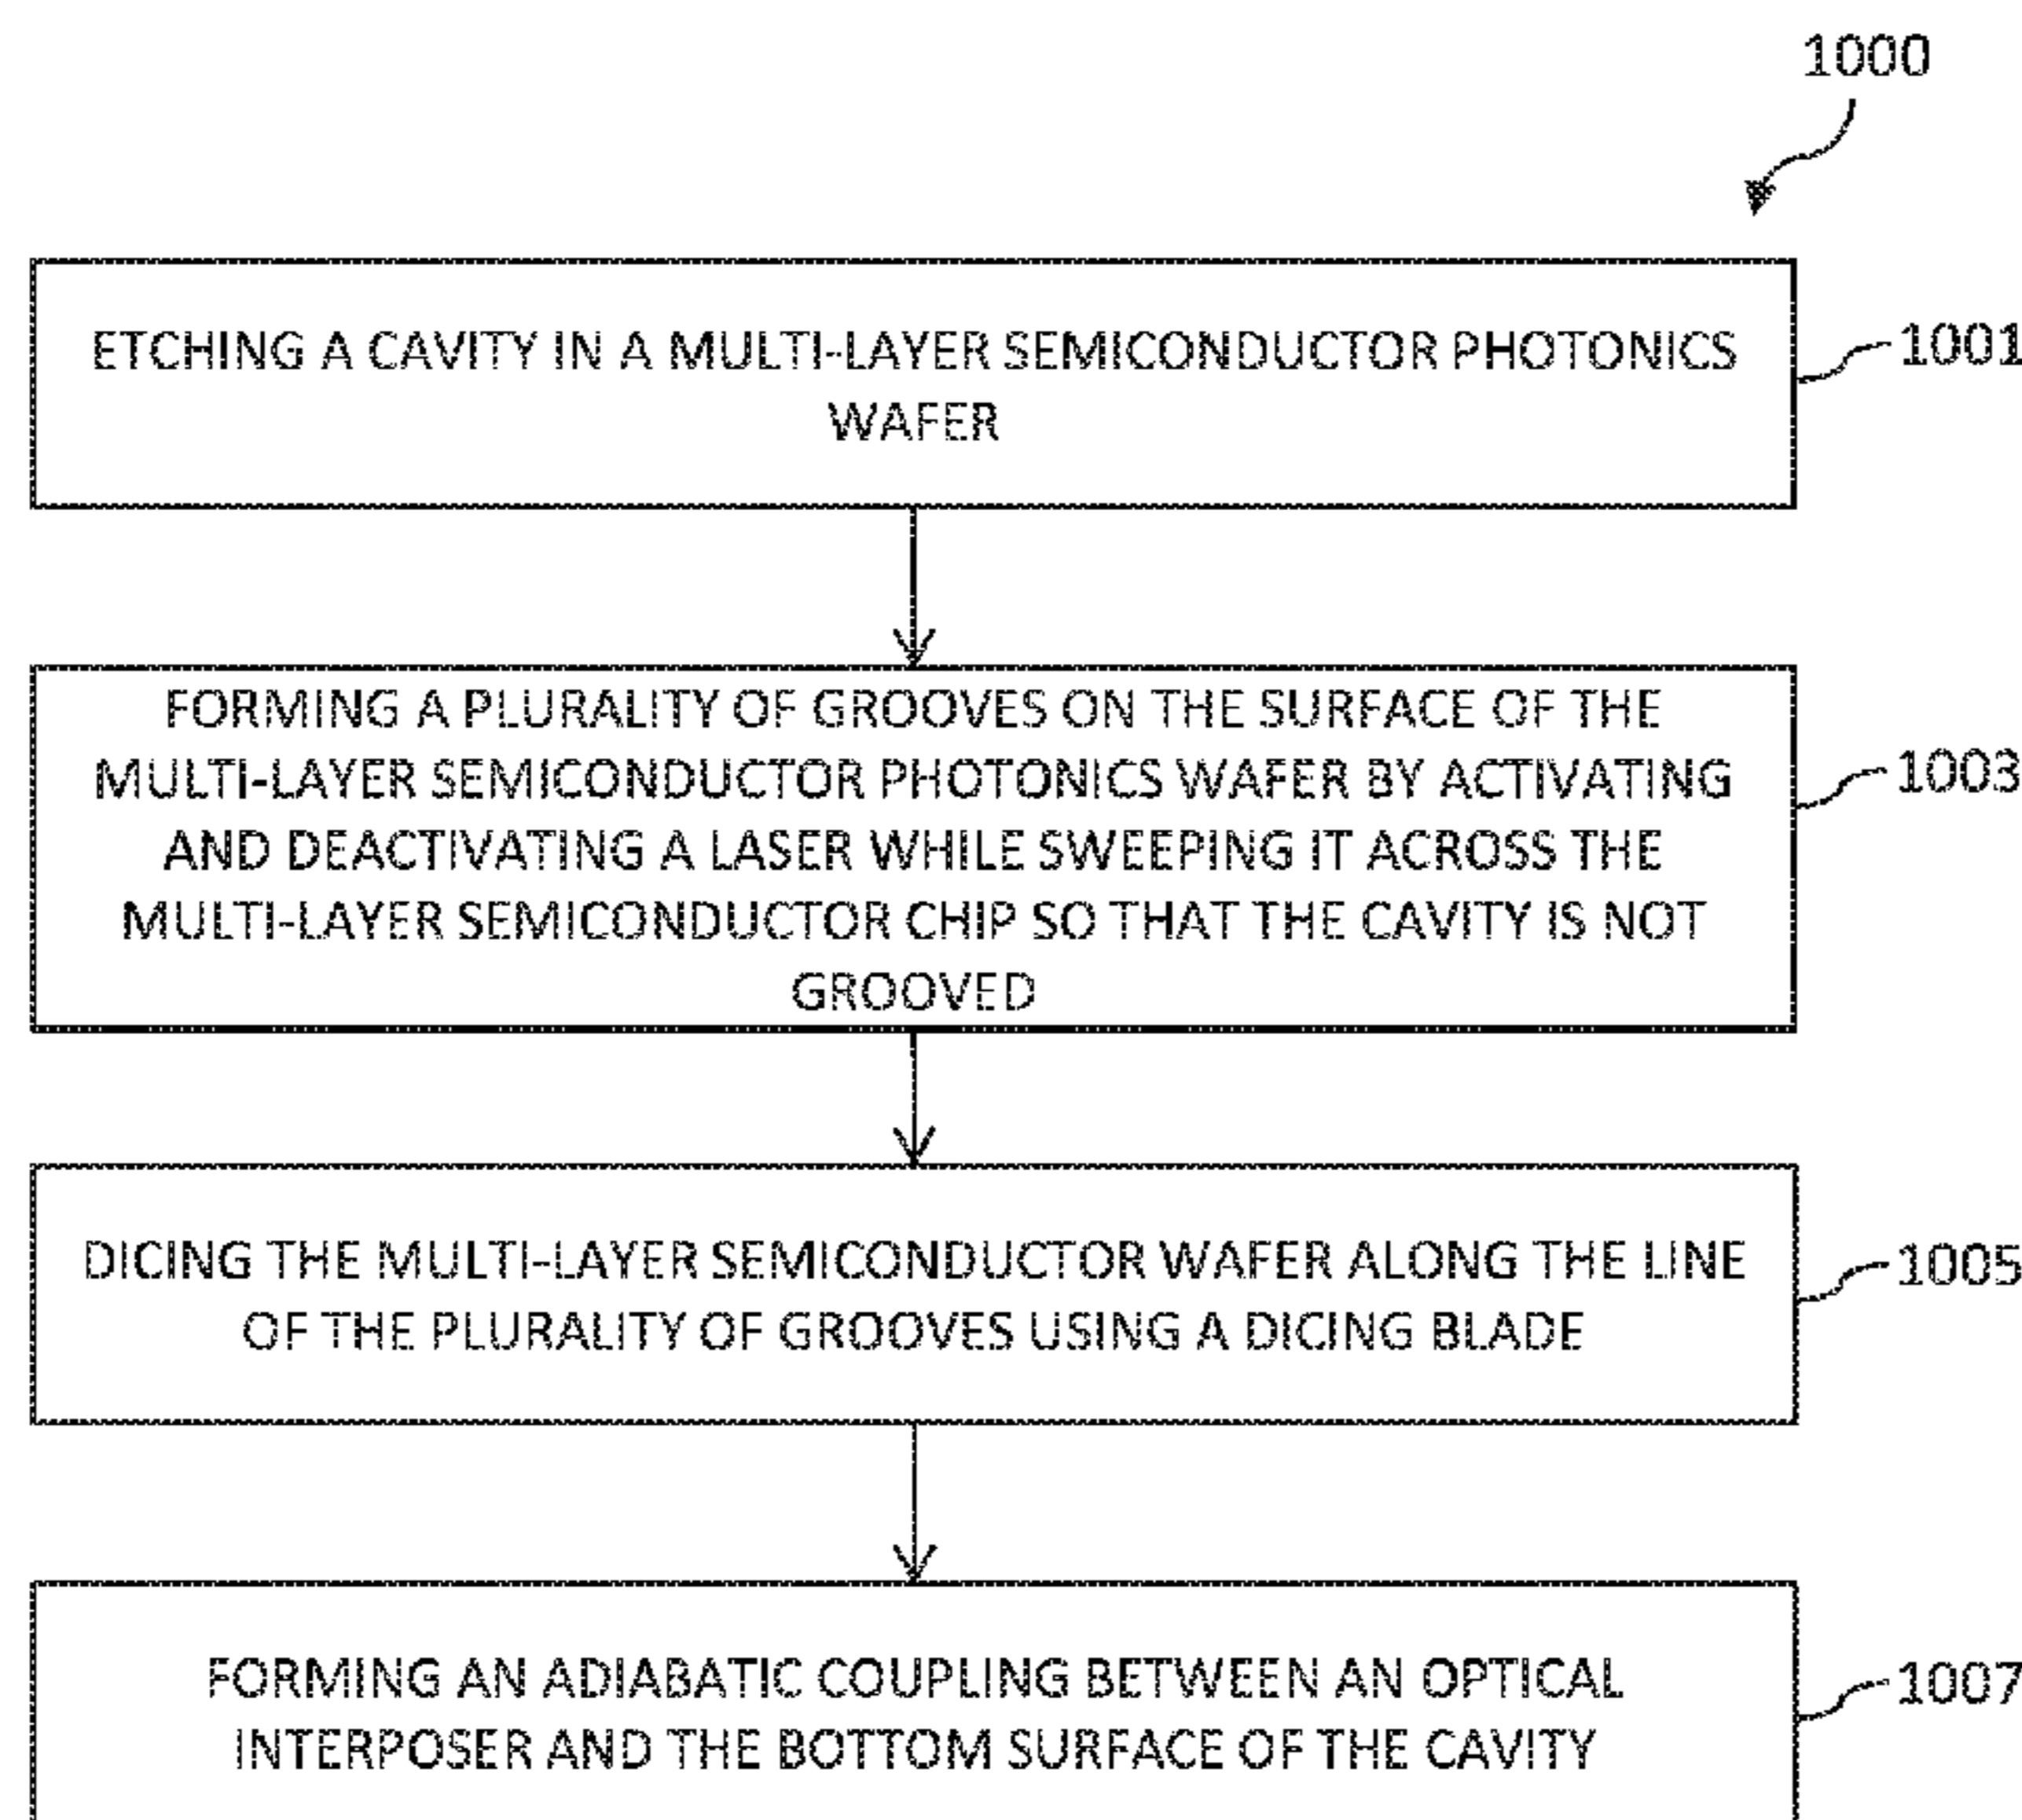 1000
ETCHING A CAVITY IN A MULTI-LAYER SEMICONDUCTOR PHOTONICS
WAFER
1001
FORMING A PLURALITY OF GROOVES ON THE SURFACE OF THE
MULTI-LAYER SEMICONDUCTOR PHOTONICS WAFER BY ACTIVATING
AND DEACTIVATING A LASER WHILE SWEEPING IT ACROSS THE
MULTI-LAYER SEMICONDUCTOR CHIP SO THAT THE CAVITY IS NOT
GROOVED
1003
DICING THE MULTI-LAYER SEMICONDUCTOR WAFER ALONG THE LINE
OF THE PLURALITY OF GROOVES USING A DICING BLADE
1005
FORMING AN ADIABATIC COUPLING BETWEEN AN OPTICAL
INTERPOSER AND THE BOTTOM SURFACE OF THE CAVITY
1007